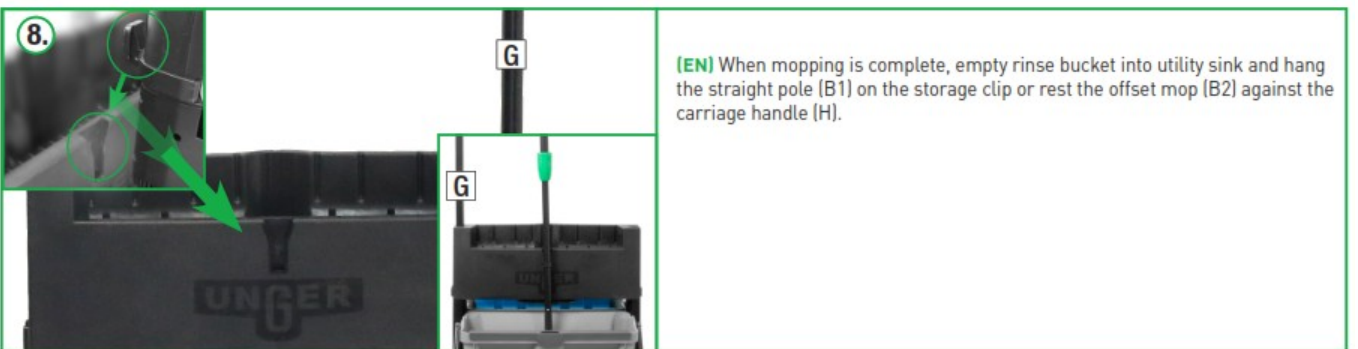 8.
G
G
UNGER
UNGER
(EN) When mopping is complete, empty rinse bucket into utility sink and hang
the straight pole (B1) on the storage clip or rest the offset mop (B2) against the
carriage handle (H).